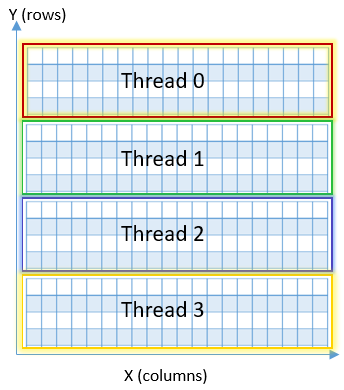 Y (rows)
Thread 0
Thread 1
Thread 2
Thread 3
X (columns)